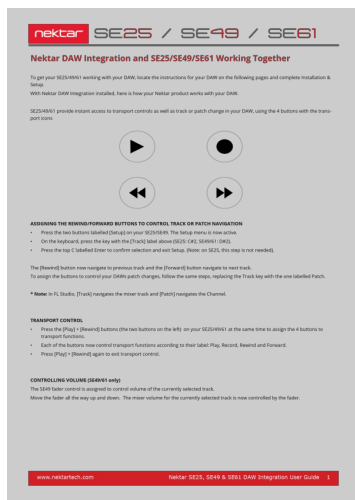 nektar SE25 / SE49 / SE61
Nektar DAW Integration and SE25/SE49/SE61 Working Together
To get your SE25/49/61 working with your DAW, locate the instructions for your DAW on the following pages and complete Installation &
Setup.
With Nektar DAW Integration installed, here is how your Nektar product works with your DAW.
SE25/49/61 provide instant access to transport controls as well as track or patch change in your DAW, using the 4 buttons with the trans-
port icons
ASSIGNING THE REWIND/FORWARD BUTTONS TO CONTROL TRACK OR PATCH NAVIGATION
• Press the two buttons labelled [Setup] on your SE25/SE49. The Setup menu is now active.
• On the keyboard, press the key with the [Track] label above (SE25: C#2, SE49/61: D#2).
• Press the top C labelled Enter to confirm selection and exit Setup. (Note: on SE25, this step is not needed).
The [Rewind] button now navigate to previous track and the [Forward] button navigate to next track.
To assign the buttons to control your DAWs patch changes, follow the same steps, replacing the Track key with the one labelled Patch.
* Note: In FL Studio, [Track] navigates the mixer track and [Patch] navigates the Channel.
TRANSPORT CONTROL
• Press the [Play] + [Rewind] buttons (the two buttons on the left) on your SE25/49/61 at the same time to assign the 4 buttons to
transport functions.
• Each of the buttons now control transport functions according to their label: Play, Record, Rewind and Forward.
• Press [Play] + [Rewind] again to exit transport control.
CONTROLLING VOLUME (SE49/61 only)
The SE49 fader control is assigned to control volume of the currently selected track.
Move the fader all the way up and down. The mixer volume for the currently selected track is now controlled by the fader.
www.nektartech.com Nektar SE25, SE49 & SE61 DAW Integration User Guide 1